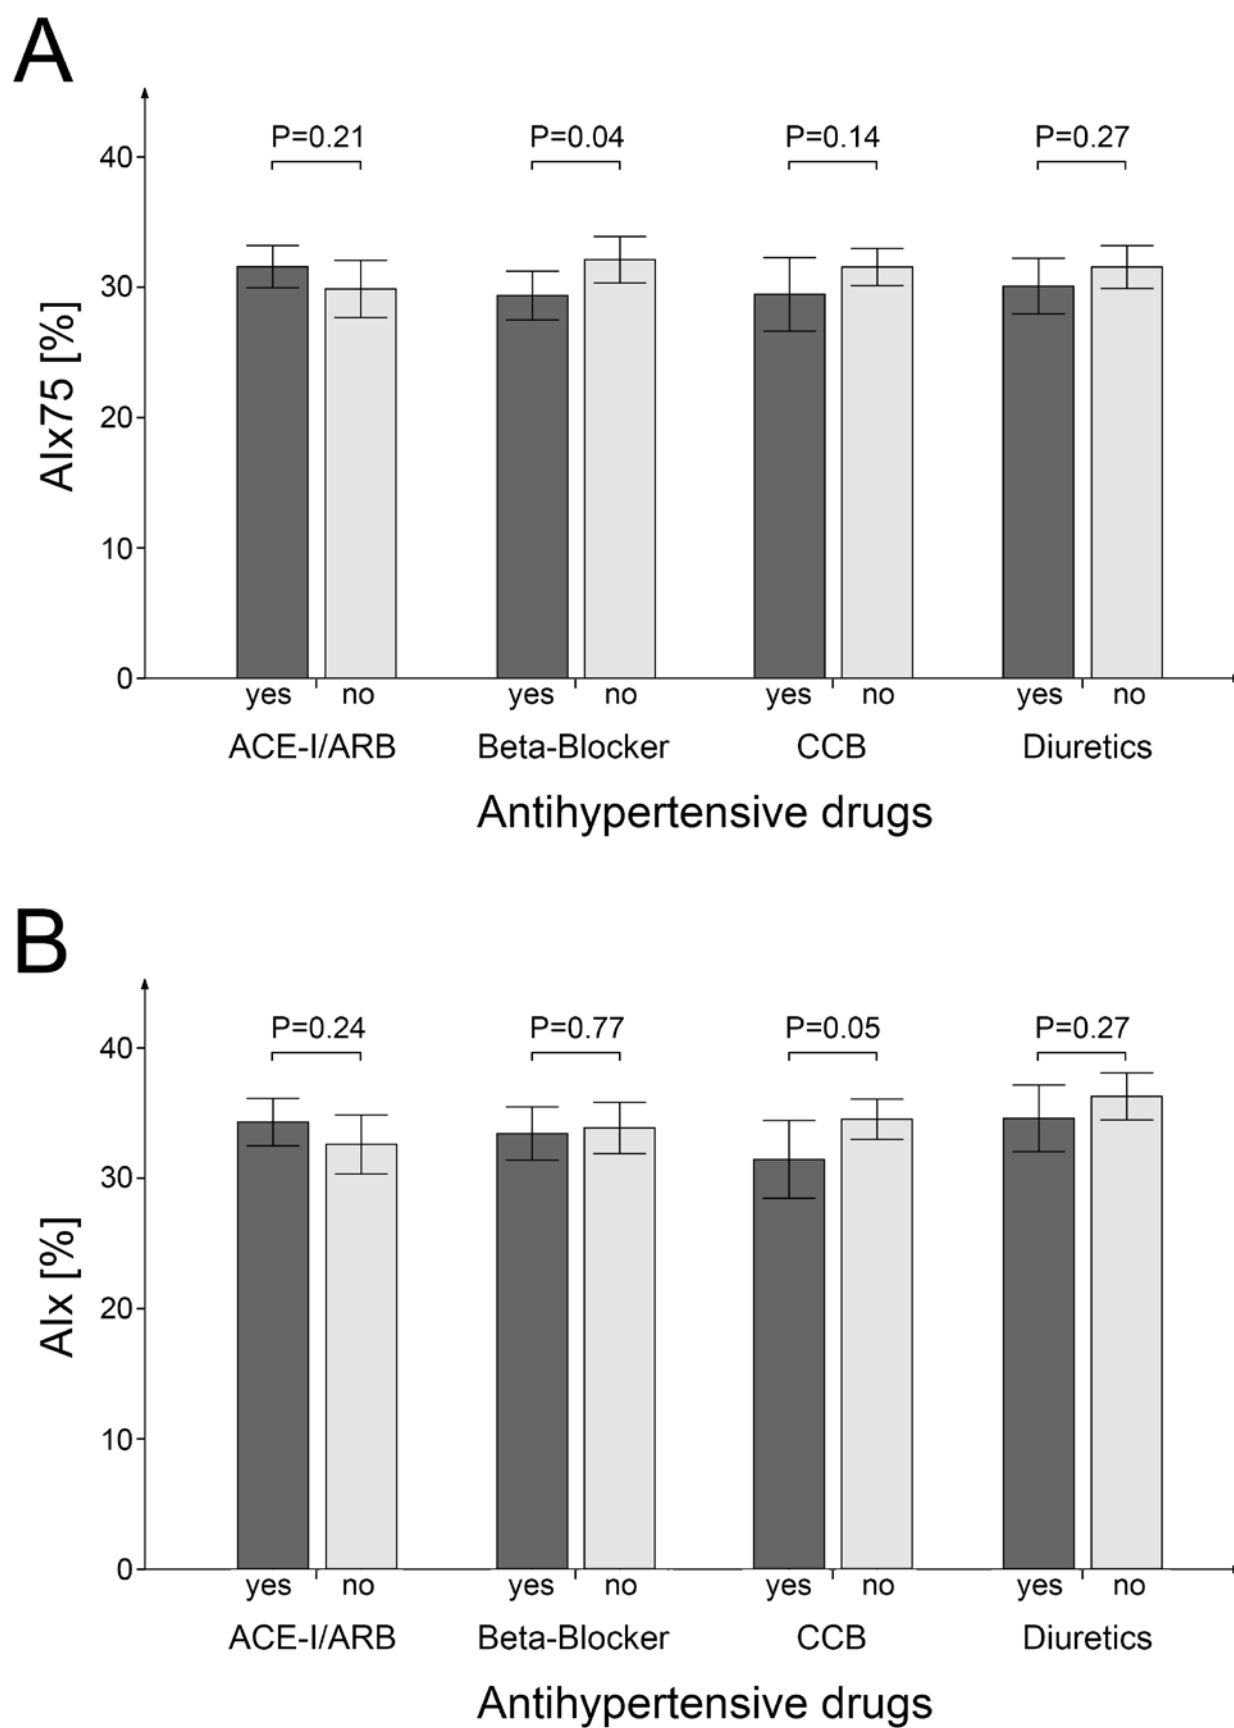 A
P=0.21 P=0.04 P=0.14 P=0.27
40
30
20
10
0
AIx75 [%]
yes no yes no yes no yes no
ACE-I/ARB Beta-Blocker CCB Diuretics
Antihypertensive drugs
B
P=0.24 P=0.77 P=0.05 P=0.27
40
30
20
10
0
AIx [%]
yes no yes no yes no yes no
ACE-I/ARB Beta-Blocker CCB Diuretics
Antihypertensive drugs